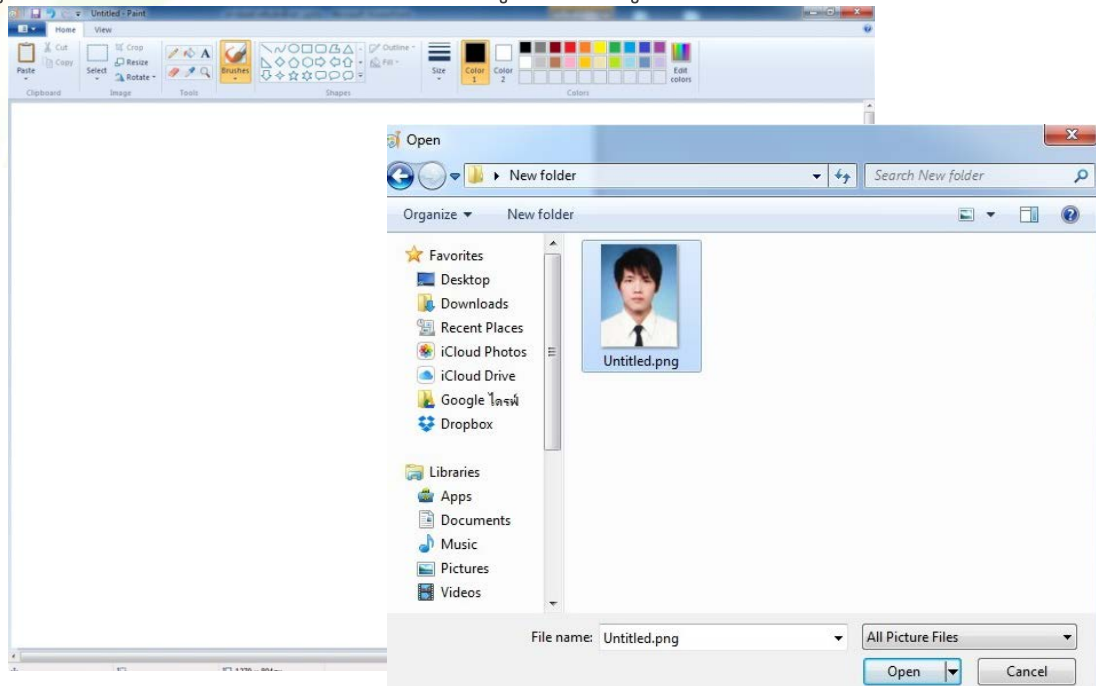 Untitled - Paint
Home View
Cut
Copy
Paste
Select
Crop
Resize
Rotate
Brushes
Outline
Fill
Size
Color 1
Color 2
Edit colors
Clipboard Image Tools Shapes Colors
Open
New folder
Search New folder
Organize New folder
Favorites
Desktop
Downloads
Recent Places
iCloud Photos
iCloud Drive
Google ไดรฟ์
Dropbox
Libraries
Apps
Documents
Music
Pictures
Videos
Untitled.png
File name: Untitled.png All Picture Files
Open Cancel